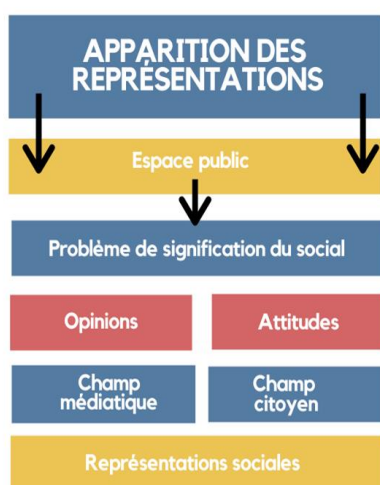 APPARITION DES
REPRÉSENTATIONS
Espace public
Problème de signification du social
Opinions
Attitudes
Champ
médiatique
Champ
citoyen
Représentations sociales